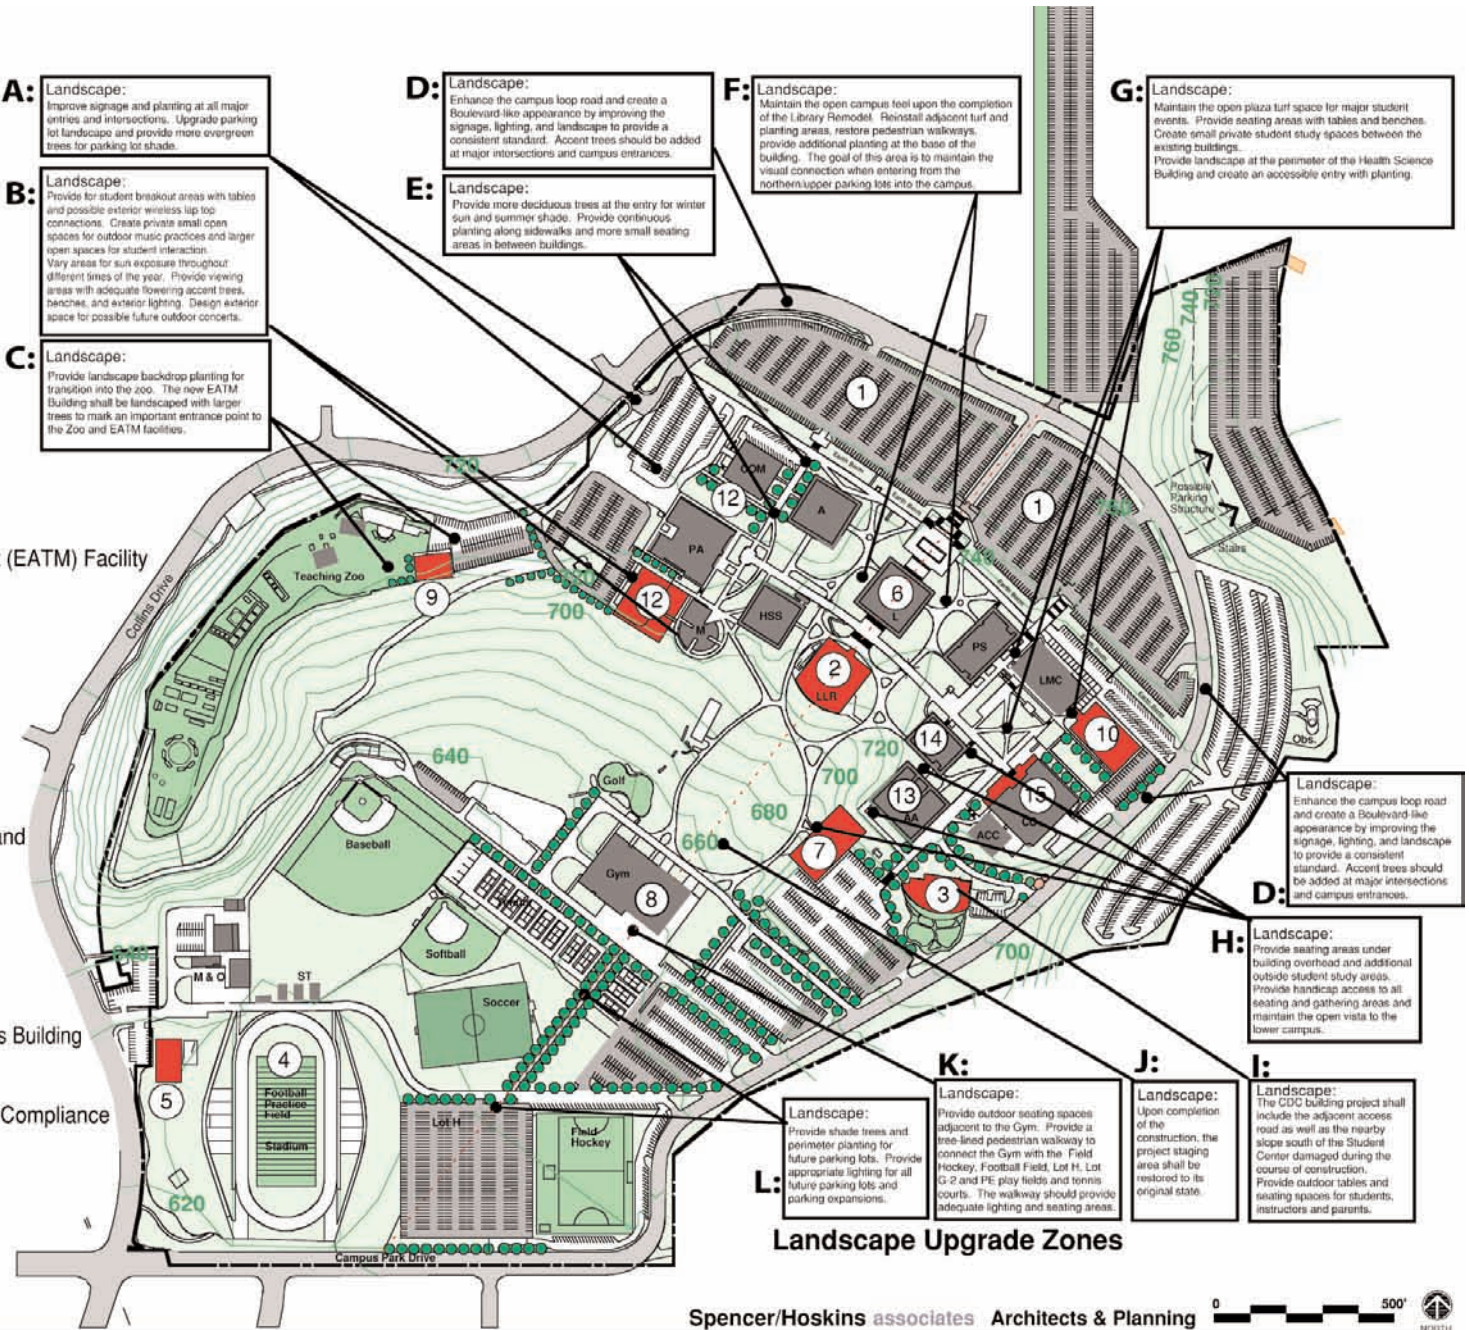 A:
Landscape:
Improve signage and planting at all major
entries and intersections. Upgrade parking
lot landscape and provide more evergreen
trees for parking lot shade.
B:
Landscape:
Provide for student breakout areas with tables
and possible exterior wireless lap top
connections. Create private small open
spaces for outdoor music practices and larger
open spaces for student interaction.
Vary areas for sun exposure throughout
different times of the year. Provide viewing
areas with adequate flowering accent trees,
benches, and exterior lighting. Design exterior
space for possible future outdoor concerts.
C:
Landscape:
Provide landscape backdrop planting for
transition into the zoo. The new EATM
Building shall be landscaped with larger
trees to mark an important entrance point to
the Zoo and EATM facilities.
D:
Landscape:
Enhance the campus loop road and create a
Boulevard-like appearance by improving the
signage, lighting, and landscape to provide a
consistent standard. Accent trees should be added
at major intersections and campus entrances.
E:
Landscape:
Provide more deciduous trees at the entry for winter
sun and summer shade. Provide continuous
planting along sidewalks and more small seating
areas in between buildings.
F:
Landscape:
Maintain the open campus feel upon the completion
of the Library Remodel. Reinstall adjacent turf and
planting areas, restore pedestrian walkways,
provide additional planting at the base of the
building. The goal of this area is to maintain the
visual connection when entering from the
northern/upper parking lots into the campus.
G:
Landscape:
Maintain the open plaza turf space for major student
events. Provide seating areas with tables and benches.
Create small private student study spaces between the
existing buildings.
Provide landscape at the perimeter of the Health Science
Building and create an accessible entry with planting.
760
740
Possible
Parking
Structure
Stairs
1
1
720
COM
12
A
Earth Berm
Earth Berm
PA
(EATM) Facility
Teaching Zoo
9
Collins Drive
700
12
M
HSS
6
L
740
PS
LMC
10
2
LLR
Obs.
14
720
700
13
AA
15
ACC
680
660
7
3
700
640
Golf
and
Baseball
Gym
8
Softball
640
M & O
ST
Soccer
s Building
5
4
Football
Practice
Field
Stadium
Compliance
Lot H
Field
Hockey
620
Campus Park Drive
Landscape:
Enhance the campus loop road
and create a Boulevard-like
appearance by improving the
signage, lighting, and landscape
to provide a consistent
standard. Accent trees should
be added at major intersections
and campus entrances.
D:
H:
Landscape:
Provide seating areas under
building overhead and additional
outside student study areas.
Provide handicap access to all
seating and gathering areas and
maintain the open vista to the
lower campus.
I:
Landscape:
The CDC building project shall
include the adjacent access
road as well as the nearby
slope south of the Student
Center damaged during the
course of construction.
Provide outdoor tables and
seating spaces for students,
instructors and parents.
J:
Landscape:
Upon completion
of the
construction, the
project staging
area shall be
restored to its
original state.
K:
Landscape:
Provide outdoor seating spaces
adjacent to the Gym. Provide a
tree-lined pedestrian walkway to
connect the Gym with the Field
Hockey, Football Field, Lot H, Lot
G-2 and PE play fields and tennis
courts. The walkway should provide
adequate lighting and seating areas.
L:
Landscape:
Provide shade trees and
perimeter planting for
future parking lots. Provide
appropriate lighting for all
future parking lots and
parking expansions.
Landscape Upgrade Zones
Spencer/Hoskins associates Architects & Planning
0 500'
NORTH